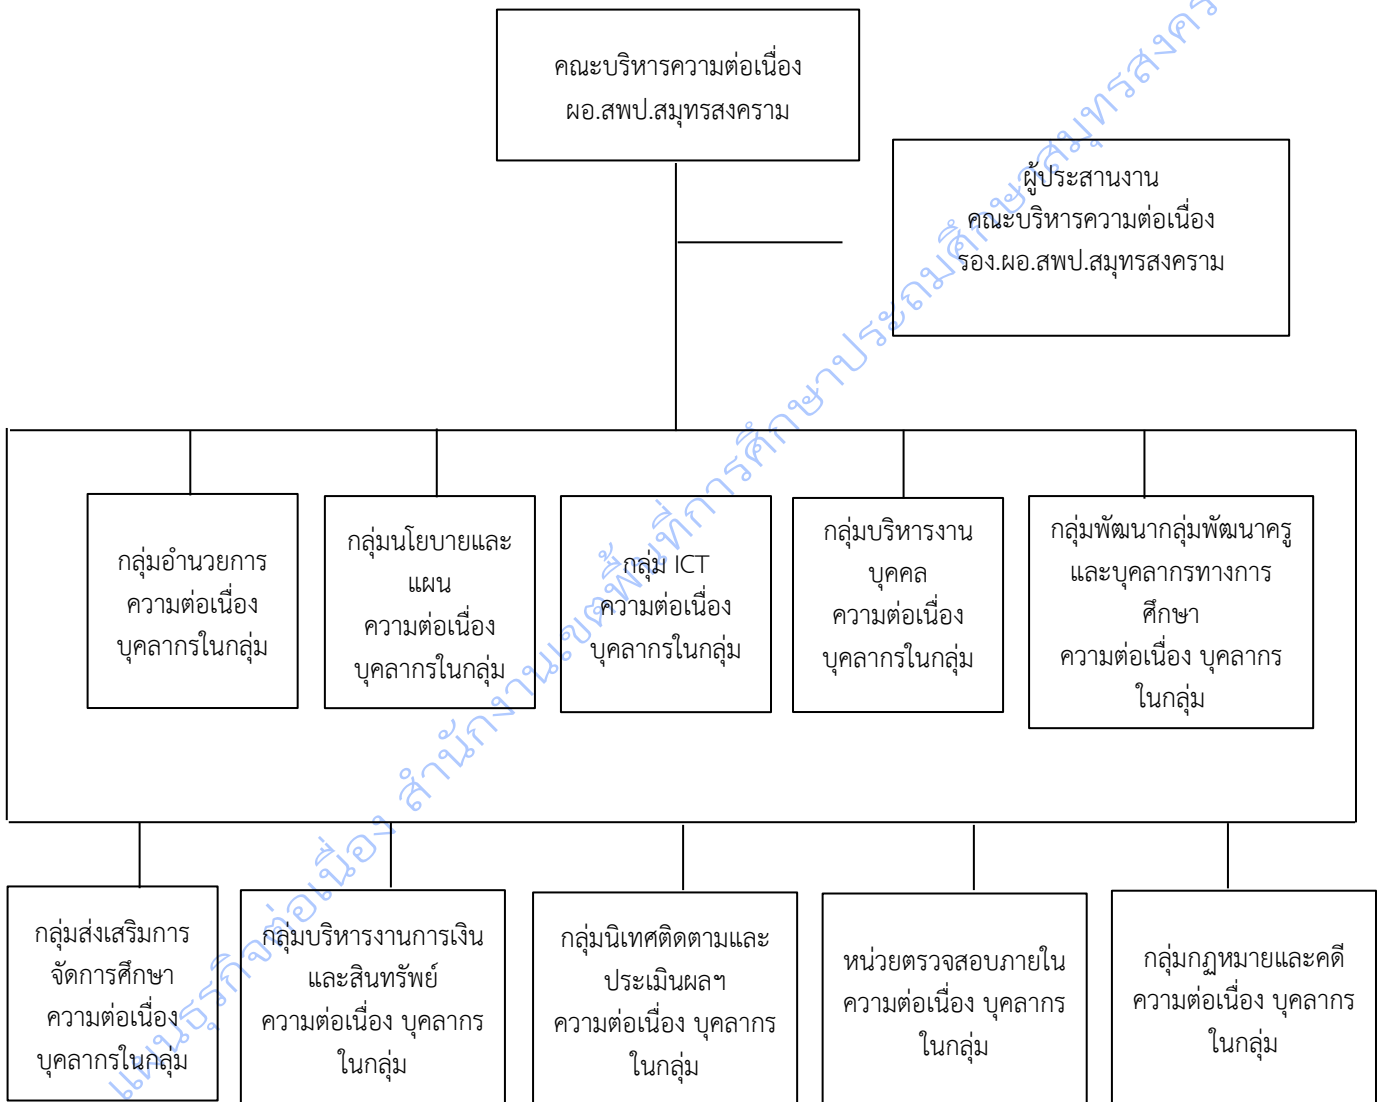 คณะบริหารความต่อเนื่อง
ผอ.สพป.สมุทรสงคราม
ผู้ประสานงาน
คณะบริหารความต่อเนื่อง
รอง.ผอ.สพป.สมุทรสงคราม
กลุ่มอำนวยการ
ความต่อเนื่อง
บุคลากรในกลุ่ม
กลุ่มนโยบายและ
แผน
ความต่อเนื่อง
บุคลากรในกลุ่ม
กลุ่ม ICT
ความต่อเนื่อง
บุคลากรในกลุ่ม
กลุ่มบริหารงาน
บุคคล
ความต่อเนื่อง
บุคลากรในกลุ่ม
กลุ่มพัฒนากลุ่มพัฒนาครู
และบุคลากรทางการ
ศึกษา
ความต่อเนื่อง บุคลากร
ในกลุ่ม
กลุ่มส่งเสริมการ
จัดการศึกษา
ความต่อเนื่อง
บุคลากรในกลุ่ม
กลุ่มบริหารงานการเงิน
และสินทรัพย์
ความต่อเนื่อง บุคลากร
ในกลุ่ม
กลุ่มนิเทศติดตามและ
ประเมินผลฯ
ความต่อเนื่อง บุคลากร
ในกลุ่ม
หน่วยตรวจสอบภายใน
ความต่อเนื่อง บุคลากร
ในกลุ่ม
กลุ่มกฏหมายและคดี
ความต่อเนื่อง บุคลากร
ในกลุ่ม
แผนธุรกิจต่อเนื่อง สำนักงานเขตพื้นที่การศึกษาประถมศึกษาสมุทรสงคร